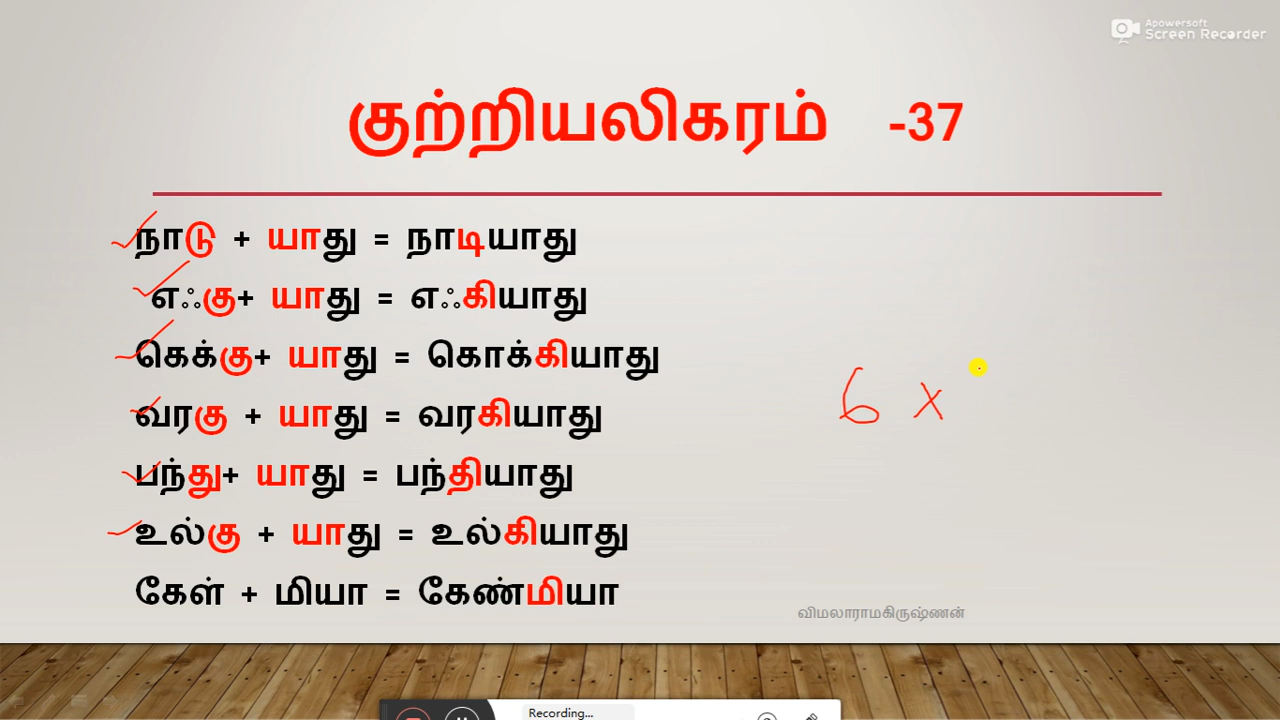 Apowersoft
Screen Recorder
குற்றியலிகரம் -37
நாடு + யாது = நாடியாது
எஃகு+ யாது = எஃகியாது
கெக்கு+ யாது = கொக்கியாது
வரகு + யாது = வரகியாது
6 x
பந்து+ யாது = பந்தியாது
உல்கு + யாது = உல்கியாது
கேள் + மியா = கேண்மியா
விமலாராமகிருஷ்ணன்
Recording...